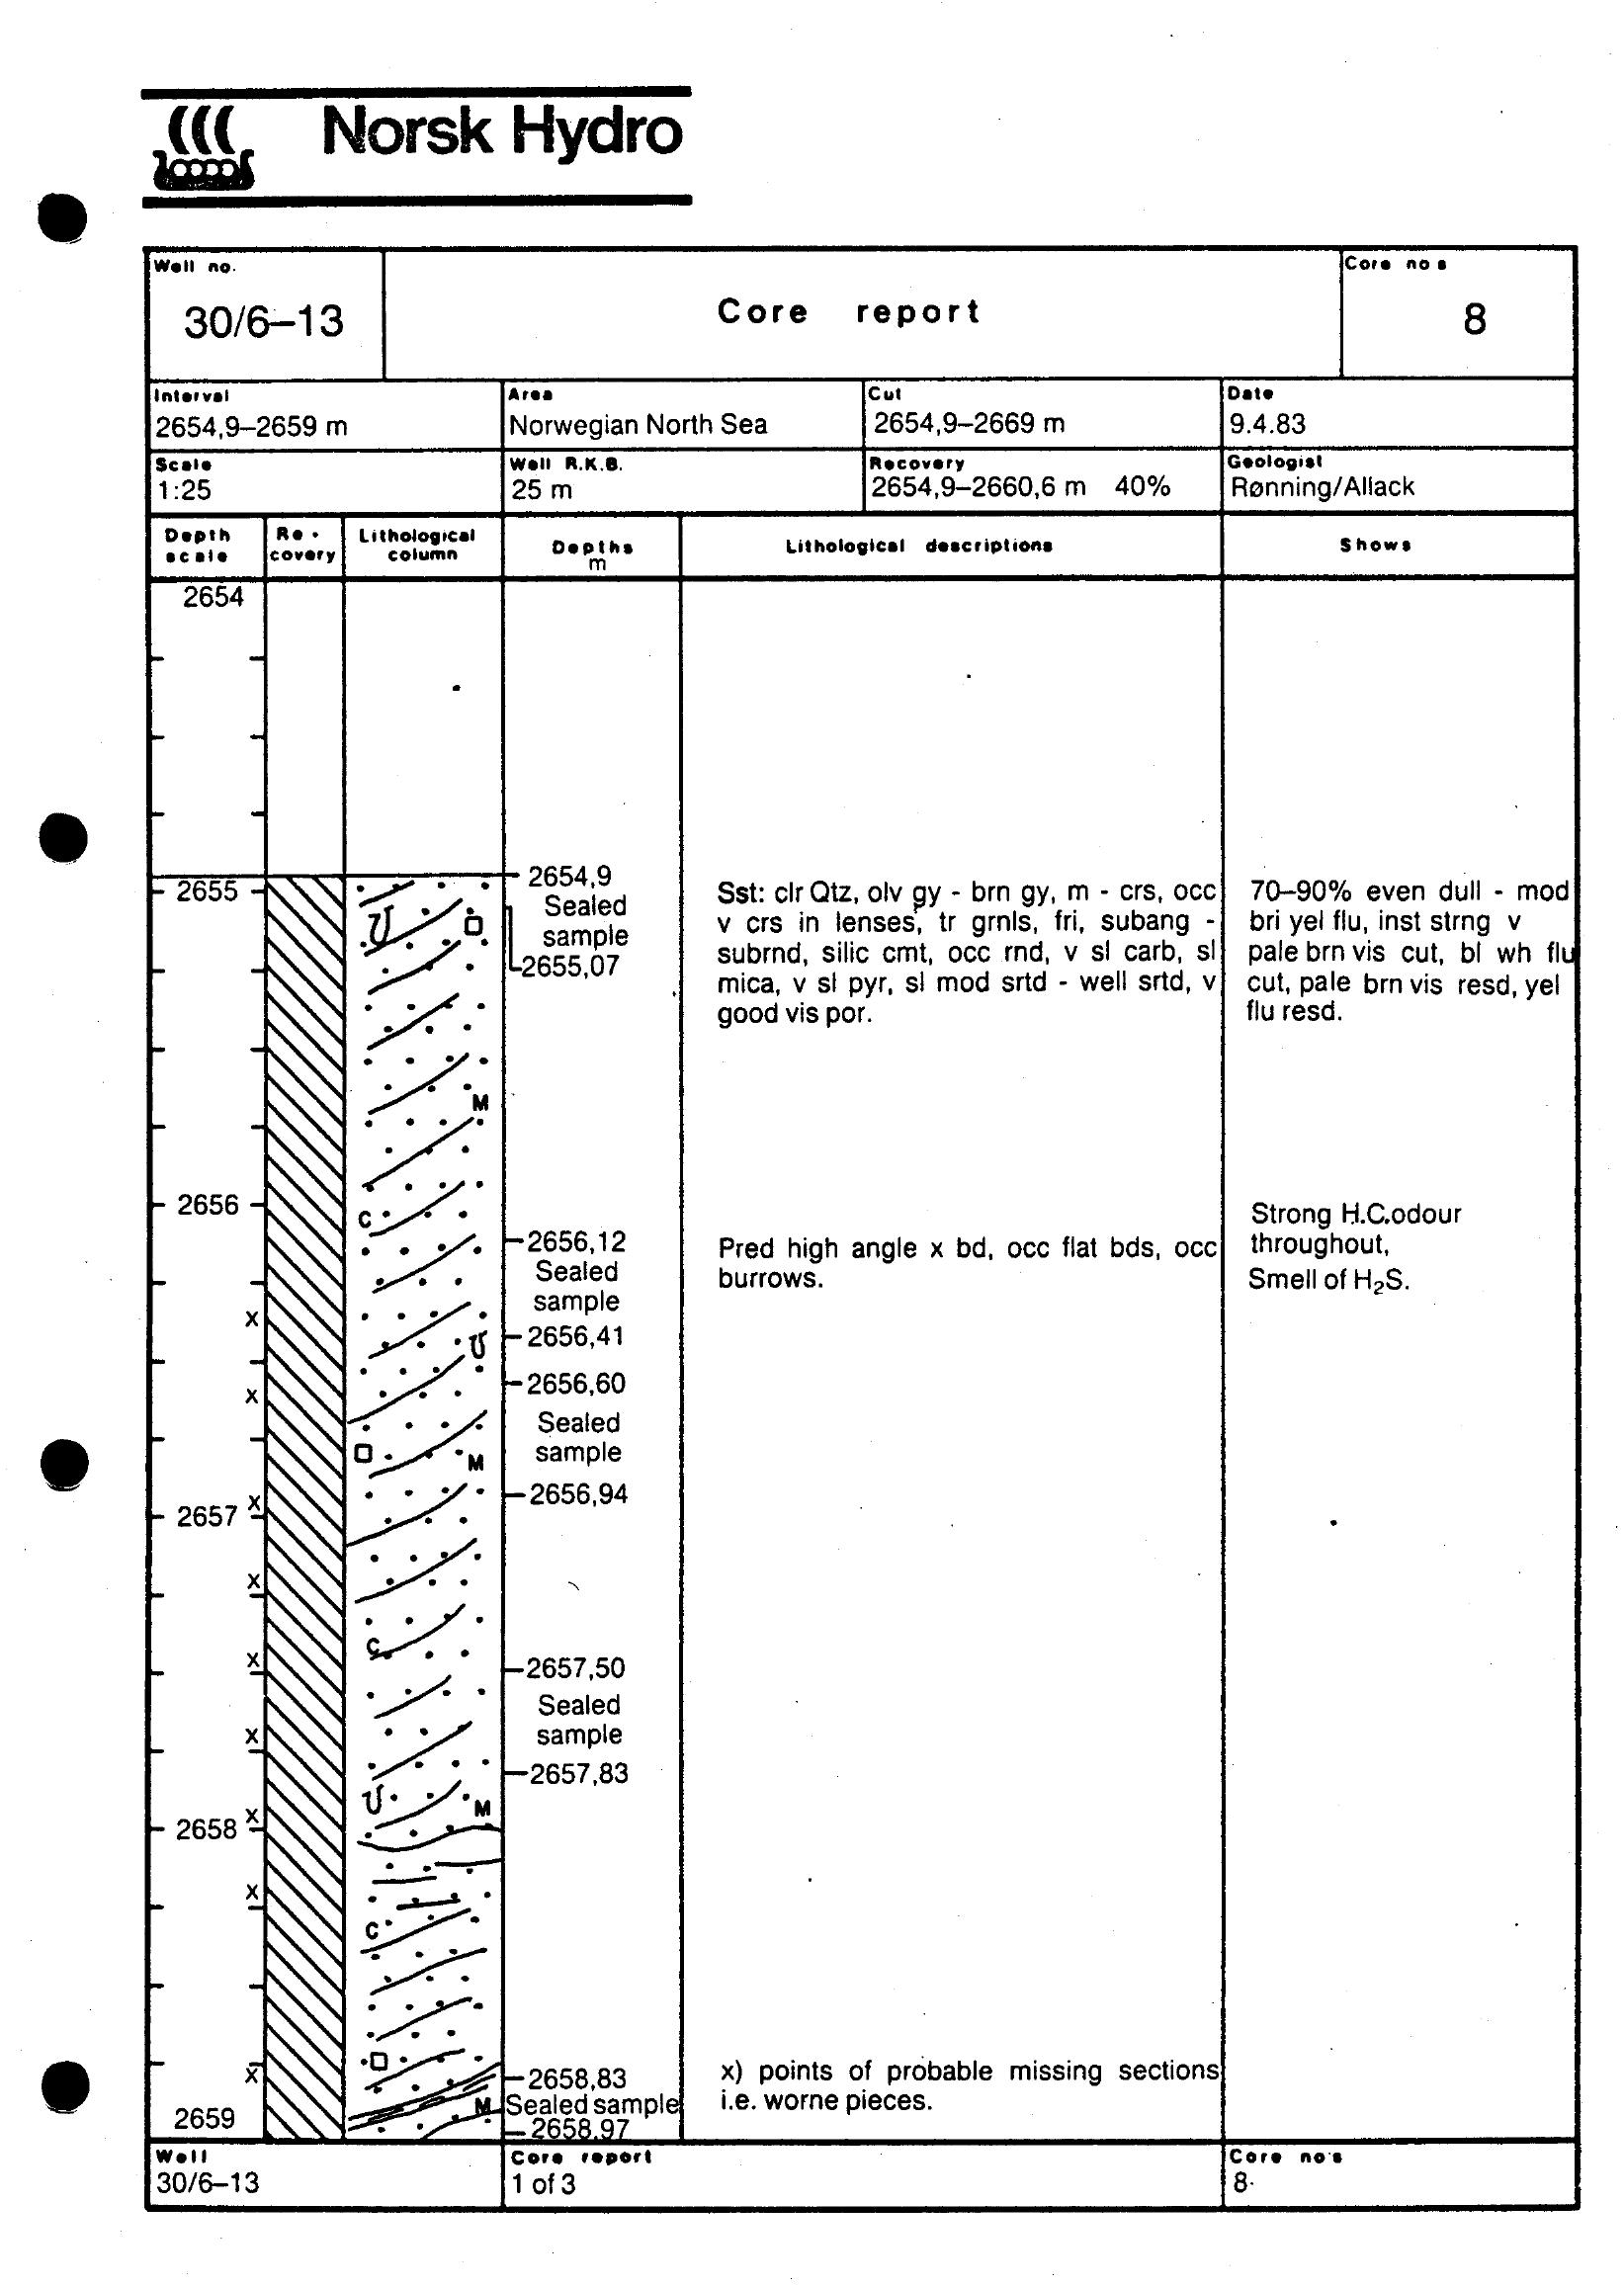 Norsk Hydro
Well no.
30/6–13
Core report
Core no s
8
Interval
2654,9–2659 m
Area
Norwegian North Sea
Cut
2654,9–2669 m
Date
9.4.83
Scale
1:25
Well R.K.B.
25 m
Recovery
2654,9–2660,6 m 40%
Geologist
Rønning/Allack
Depth
scale
Re -
covery
Lithological
column
Depths
m
Lithological descriptions
Shows
2654
2655
2656
x
x
2657 x
x
x
x
2658 x
x
x
2659
M
C
M
C
M
C
M
2654,9
Sealed
sample
2655,07
2656,12
Sealed
sample
2656,41
2656,60
Sealed
sample
2656,94
2657,50
Sealed
sample
2657,83
2658,83
Sealed sample
2658,97
Sst: clr Qtz, olv gy - brn gy, m - crs, occ
v crs in lenses, tr grnls, fri, subang -
subrnd, silic cmt, occ rnd, v sl carb, sl
mica, v sl pyr, sl mod srtd - well srtd, v
good vis por.
Pred high angle x bd, occ flat bds, occ
burrows.
x) points of probable missing sections
i.e. worne pieces.
70–90% even dull - mod
bri yel flu, inst strng v
pale brn vis cut, bl wh flu
cut, pale brn vis resd, yel
flu resd.
Strong H.C.odour
throughout,
Smell of H₂S.
Well
30/6–13
Core report
1 of 3
Core no's
8